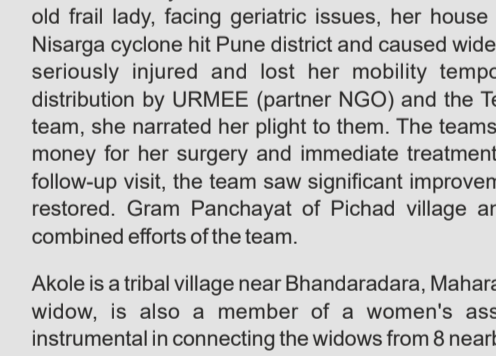 old frail lady, facing geriatric issues, her house
Nisarga cyclone hit Pune district and caused wide
seriously injured and lost her mobility tempo
distribution by URMEE (partner NGO) and the Te
team, she narrated her plight to them. The teams
money for her surgery and immediate treatment
follow-up visit, the team saw significant improvem
restored. Gram Panchayat of Pichad village an
combined efforts of the team.
Akole is a tribal village near Bhandaradara, Mahara
widow, is also a member of a women's ass
instrumental in connecting the widows from 8 nearb